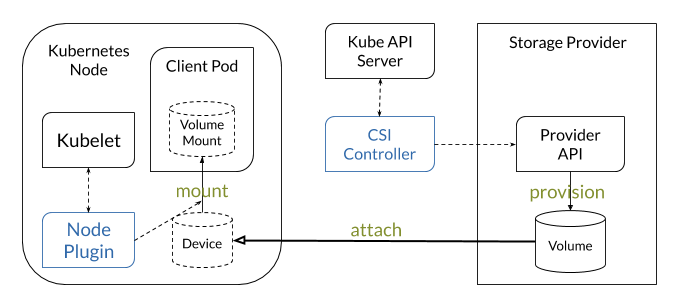 Kubernetes
Node
Client Pod
Volume
Mount
Kubelet
mount
Node
Plugin
Device
Kube API
Server
CSI
Controller
attach
Storage Provider
Provider
API
provision
Volume